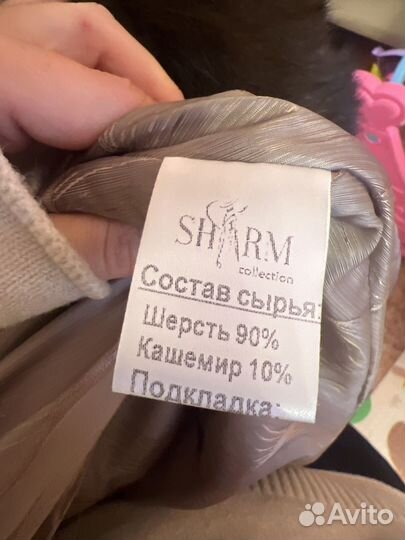 SHARM
collection
Состав сырья:
Шерсть 90%
Кашемир 10%
Подкладка:
Avito